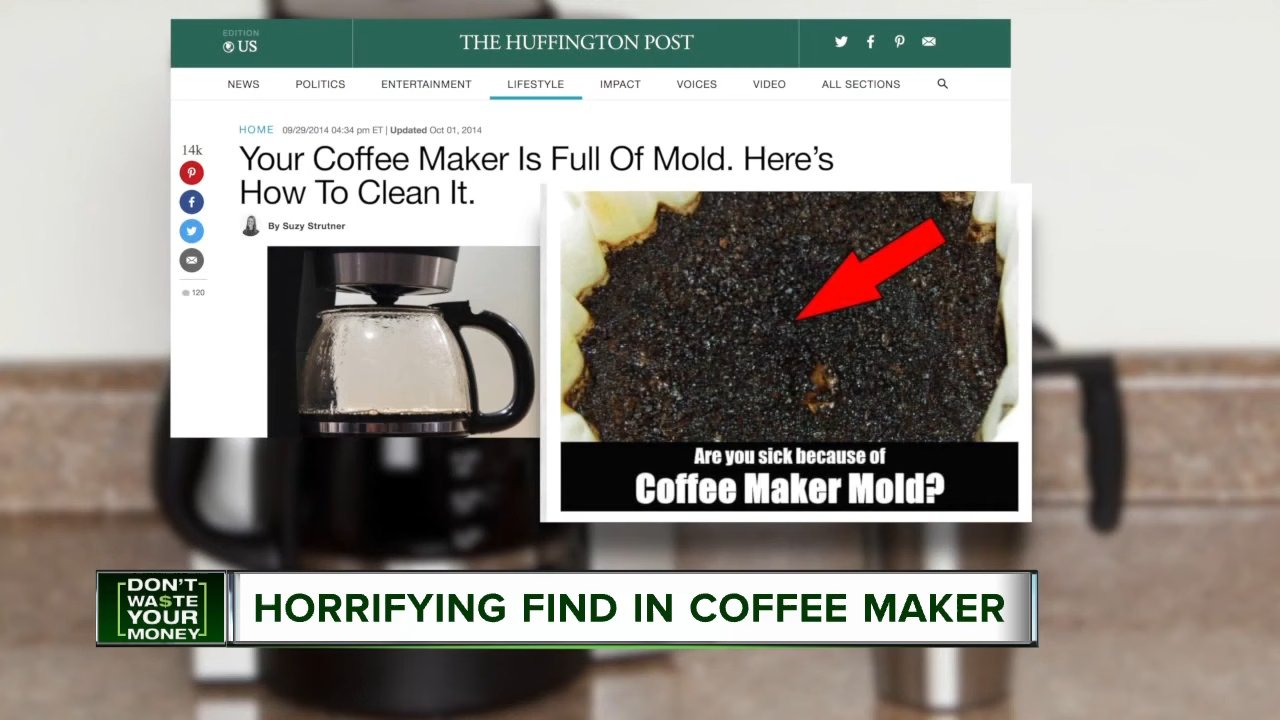 EDITION
US
THE HUFFINGTON POST
NEWS POLITICS ENTERTAINMENT LIFESTYLE IMPACT VOICES VIDEO ALL SECTIONS
HOME 09/29/2014 04:34 pm ET | Updated Oct 01, 2014
14k
Your Coffee Maker Is Full Of Mold. Here's
How To Clean It.
By Suzy Strutner
120
Are you sick because of
Coffee Maker Mold?
DON'T
WA$TE
YOUR
MONEY
HORRIFYING FIND IN COFFEE MAKER